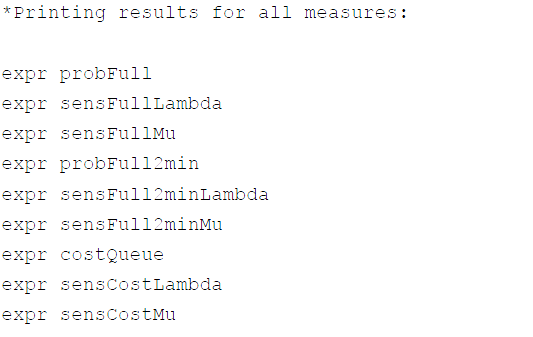 *Printing results for all measures:
expr probFull
expr sensFullLambda
expr sensFullMu
expr probFull2min
expr sensFull2minLambda
expr sensFull2minMu
expr costQueue
expr sensCostLambda
expr sensCostMu